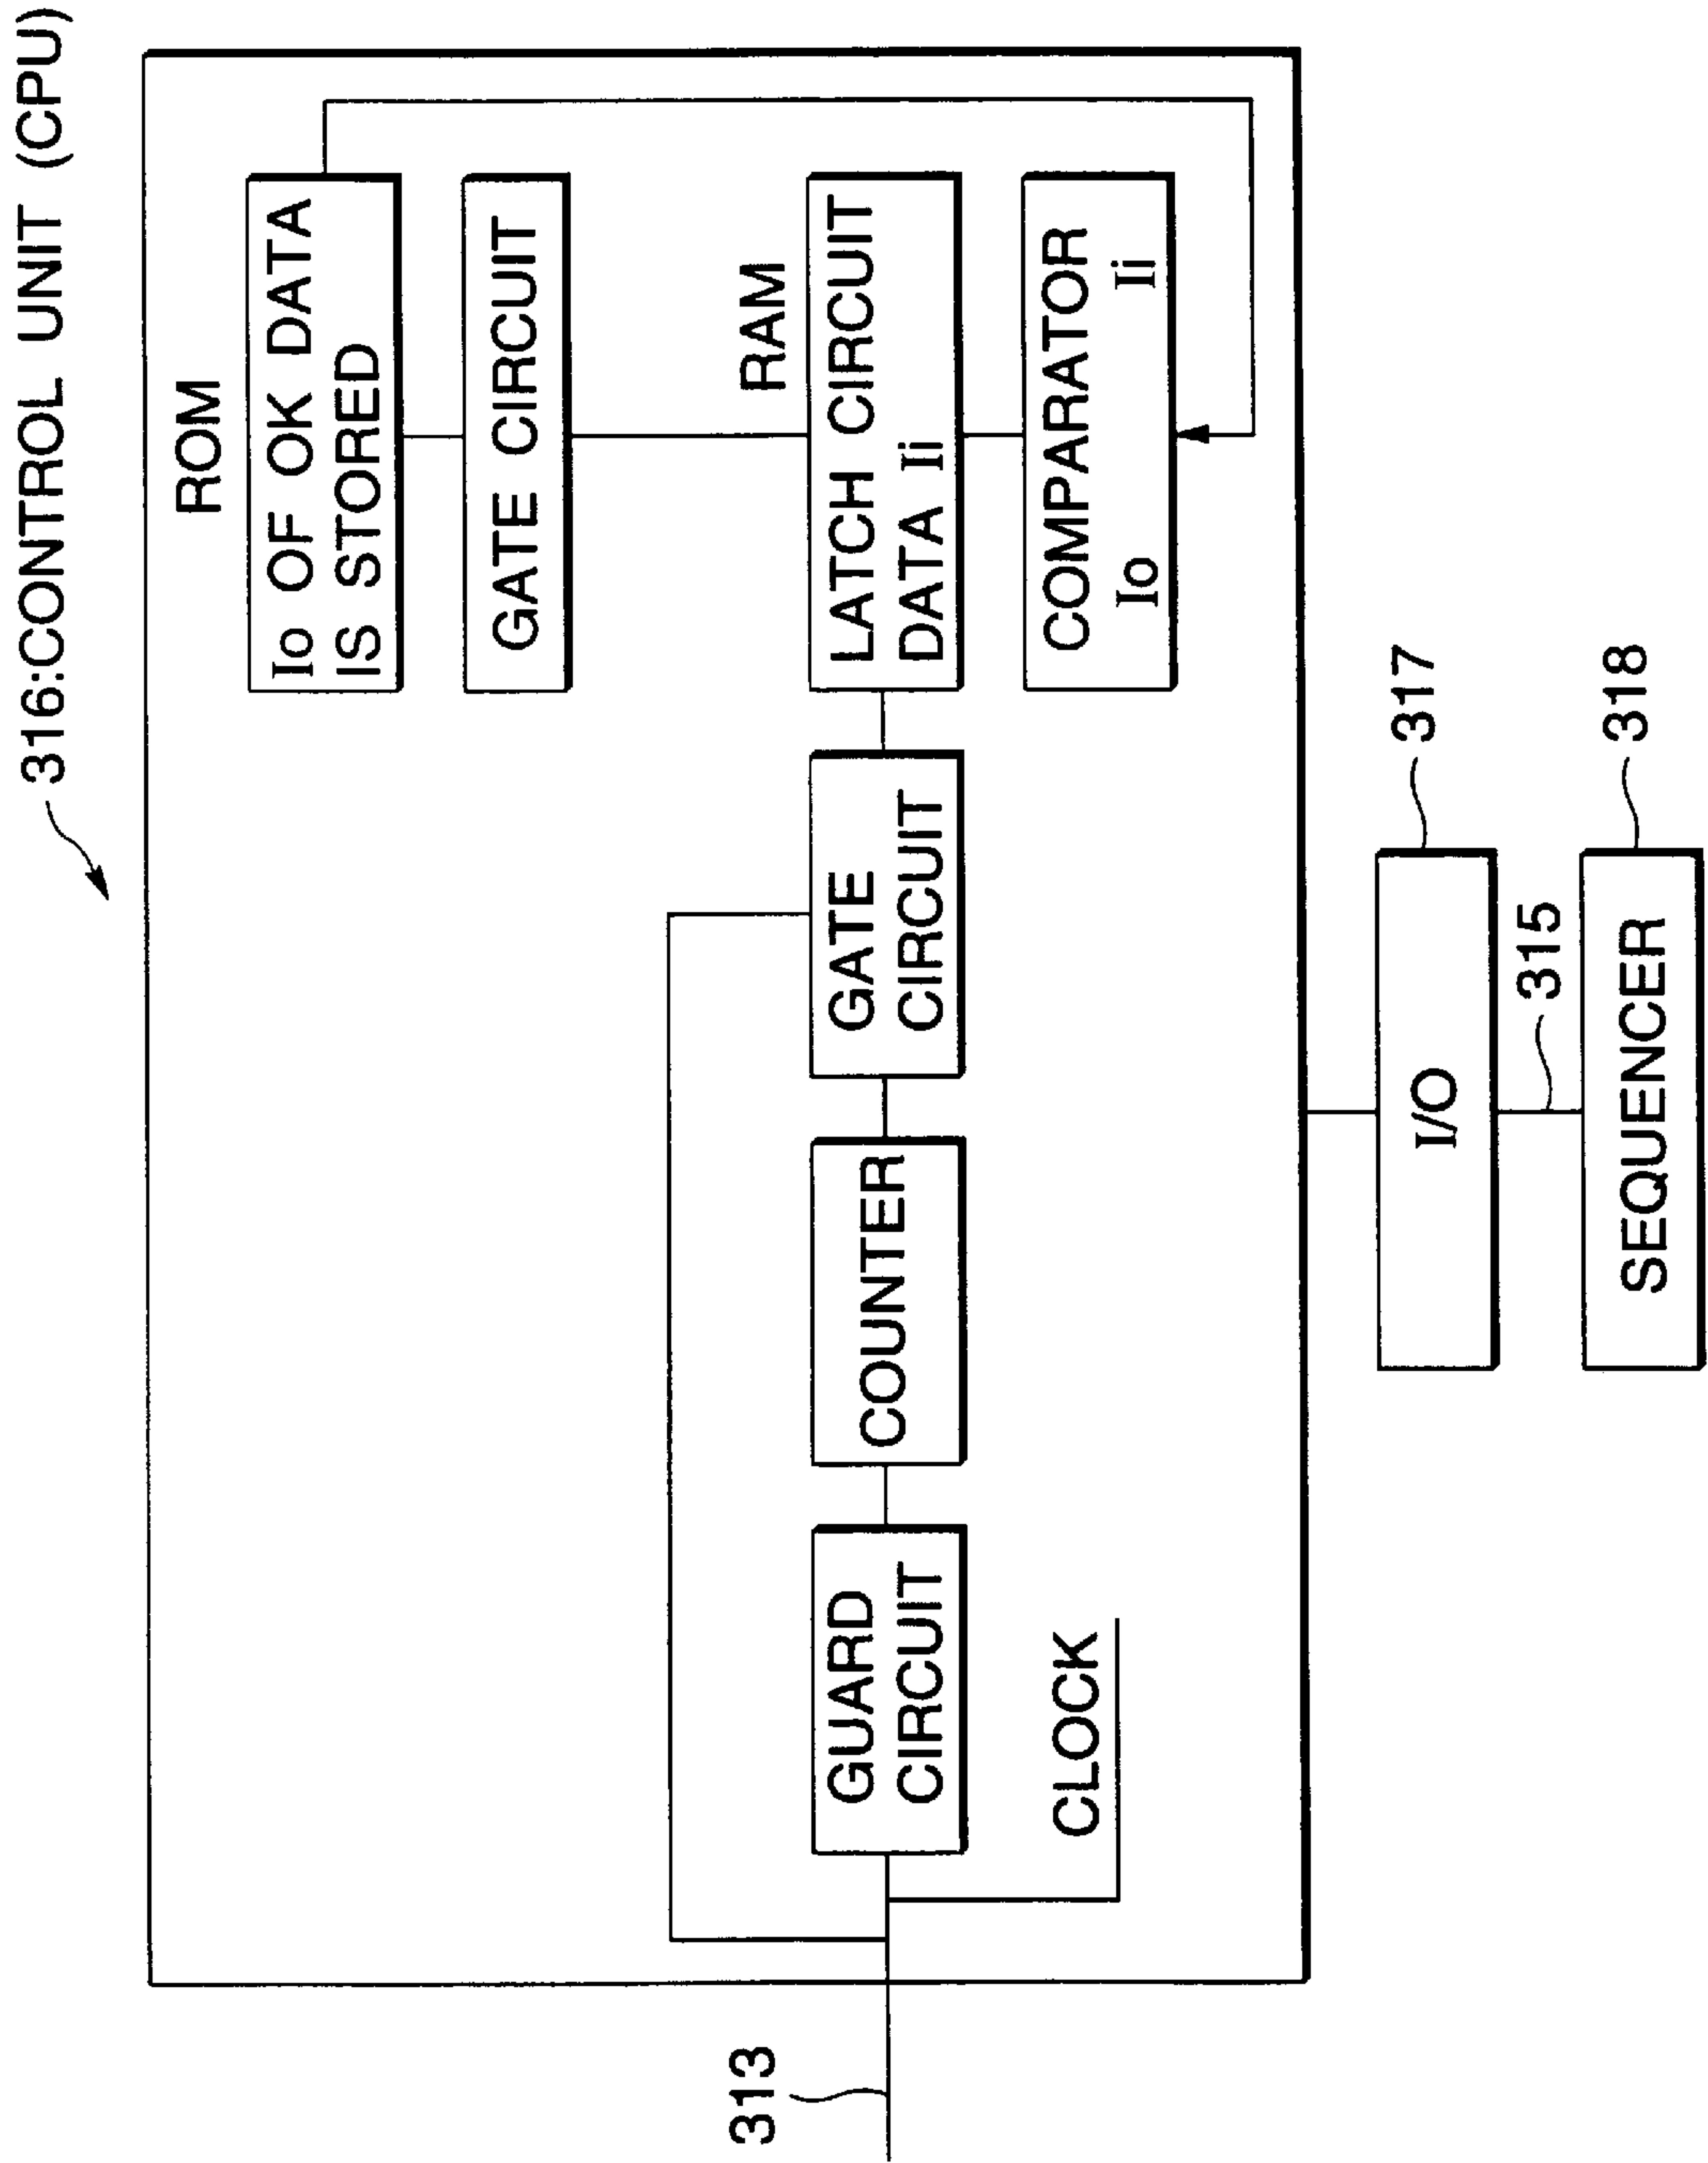 316:CONTROL UNIT (CPU)
ROM
Io OF OK DATA
IS STORED
GATE CIRCUIT
RAM
LATCH CIRCUIT
DATA Ii
COMPARATOR
Io Ii
GATE
CIRCUIT
COUNTER
GUARD
CIRCUIT
CLOCK
313
I/O
317
315
SEQUENCER
318